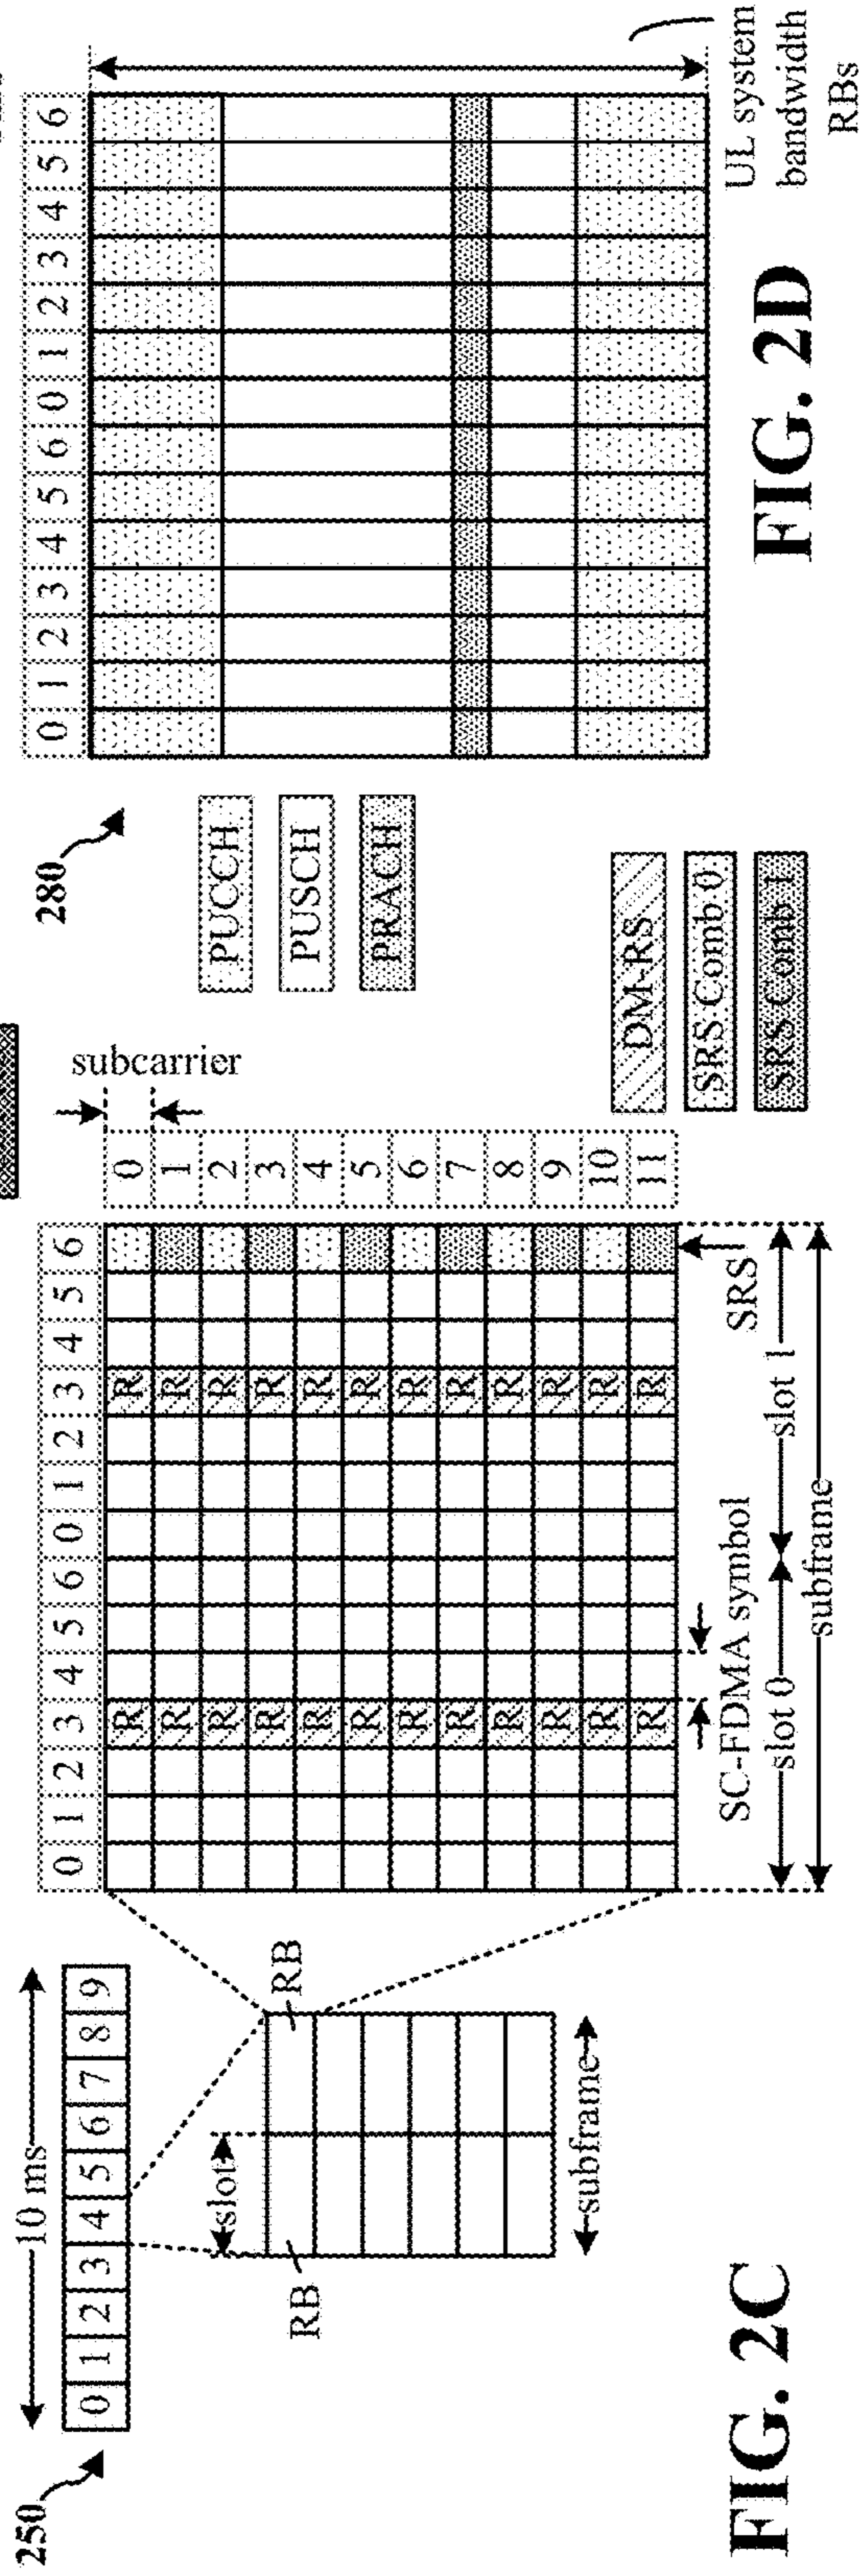 250
10 ms
0 1 2 3 4 5 6 7 8 9
slot
RB
RB
subframe
0 1 2 3 4 5 6 0 1 2 3 4 5 6
R R
R R
R R
R R
R R
R R
R R
R R
R R
R R
R R
R R
subcarrier
0
1
2
3
4
5
6
7
8
9
10
11
SC-FDMA symbol
SRS
slot 0
slot 1
subframe
DM-RS
SRS Comb 0
SRS Comb 1
FIG. 2C
280
PUCCH
PUSCH
PRACH
0 1 2 3 4 5 6 0 1 2 3 4 5 6
UL system
bandwidth
RBs
FIG. 2D